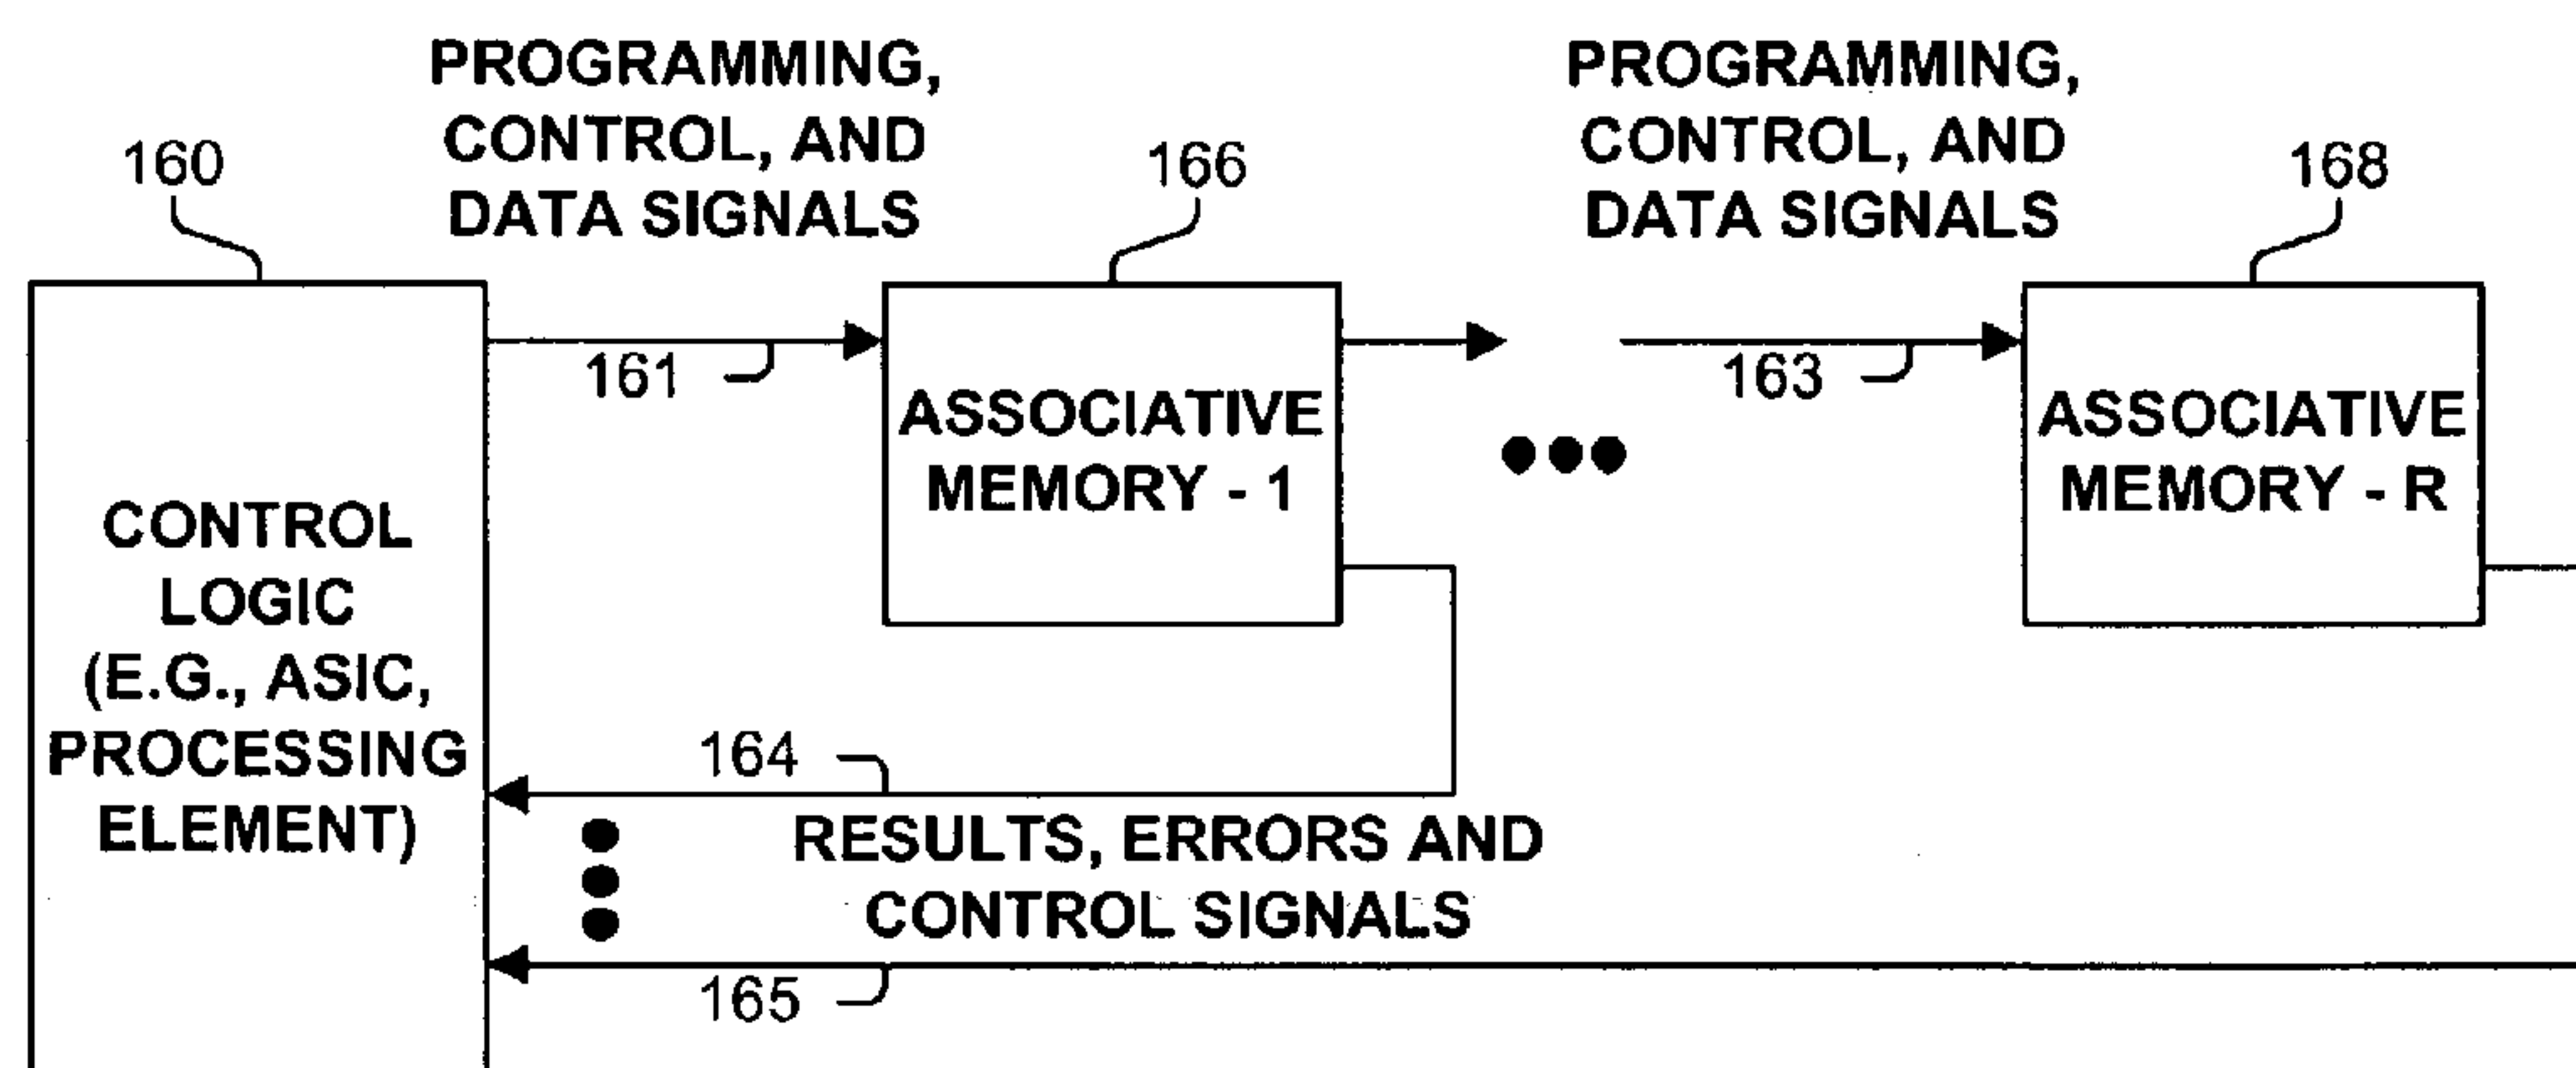 PROGRAMMING,
CONTROL, AND
DATA SIGNALS
PROGRAMMING,
CONTROL, AND
DATA SIGNALS
160
166
168
161
163
ASSOCIATIVE
MEMORY - 1
ASSOCIATIVE
MEMORY - R
CONTROL
LOGIC
(E.G., ASIC,
PROCESSING
ELEMENT)
164
RESULTS, ERRORS AND
CONTROL SIGNALS
165